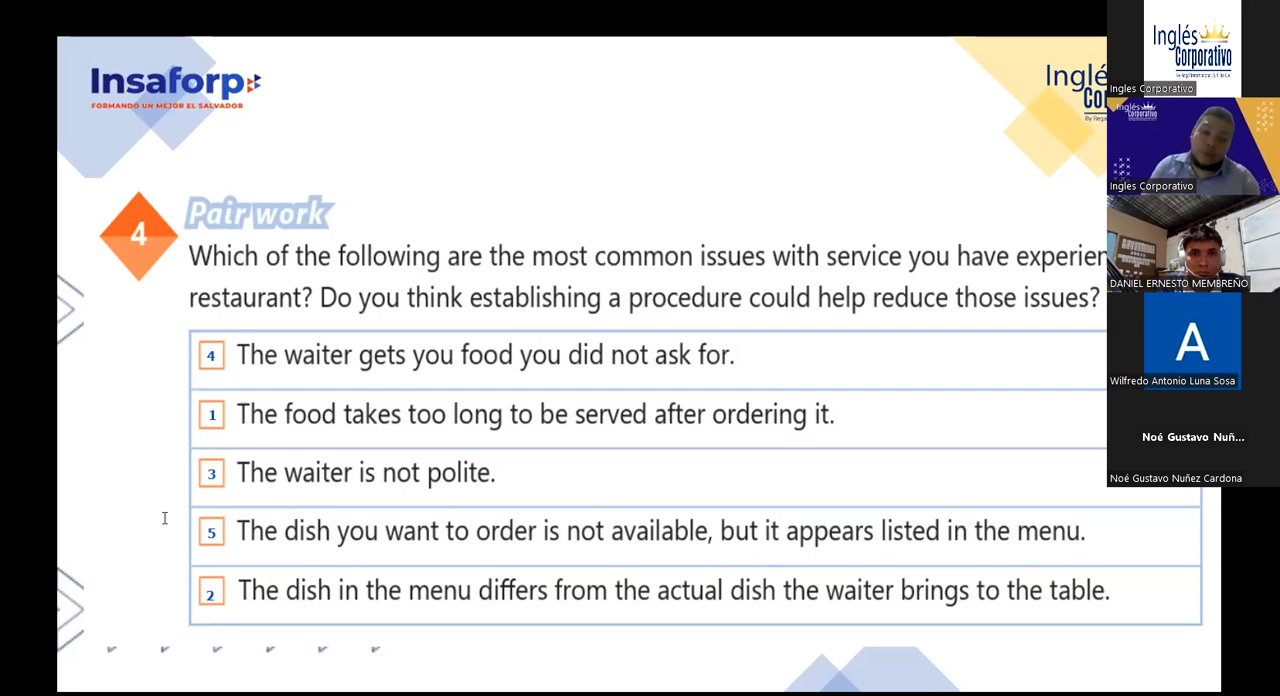 Insaforp
FORMANDO UN MEJOR EL SALVADOR
Inglés
By Rega
4
Pair work
Which of the following are the most common issues with service you have experien
restaurant? Do you think establishing a procedure could help reduce those issues?
4 The waiter gets you food you did not ask for.
1 The food takes too long to be served after ordering it.
3 The waiter is not polite.
5 The dish you want to order is not available, but it appears listed in the menu.
2 The dish in the menu differs from the actual dish the waiter brings to the table.
Inglés
Corporativo
Ingles Corporativo
Inglés
Corporativo
Ingles Corporativo
DANIEL ERNESTO MEMBREÑO
A
Wilfredo Antonio Luna Sosa
Noé Gustavo Nuñ...
Noé Gustavo Nuñez Cardona